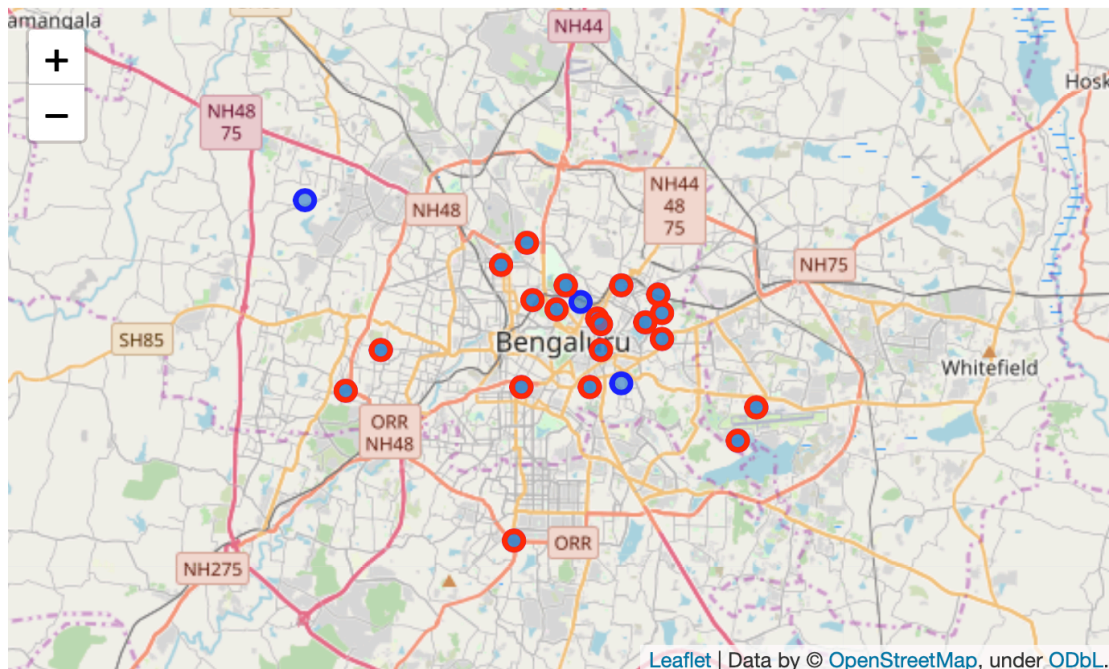 amangala
+
−
NH44
Hosk
NH48
75
NH44
48
75
NH48
NH75
SH85
Bengaluru
Whitefield
ORR
NH48
ORR
NH275
Leaflet | Data by © OpenStreetMap, under ODbL.